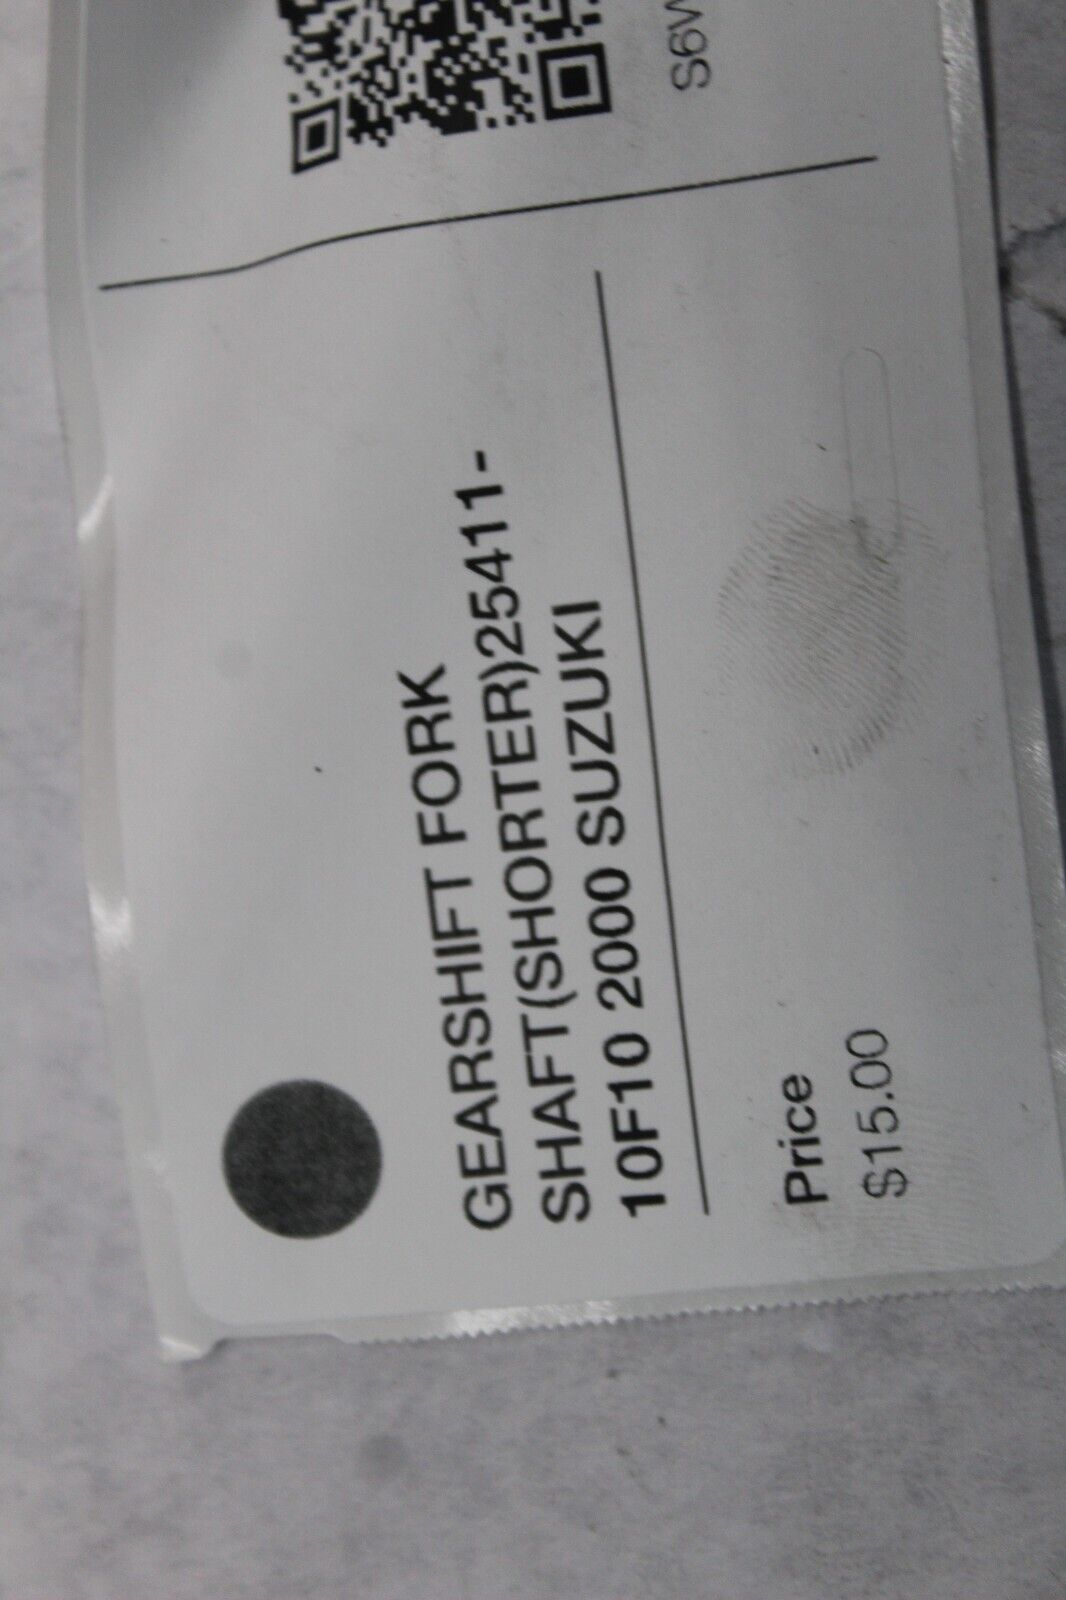 GEARSHIFT FORK
SHAFT(SHORTER)25411-
10F10 2000 SUZUKI
Price
$15.00